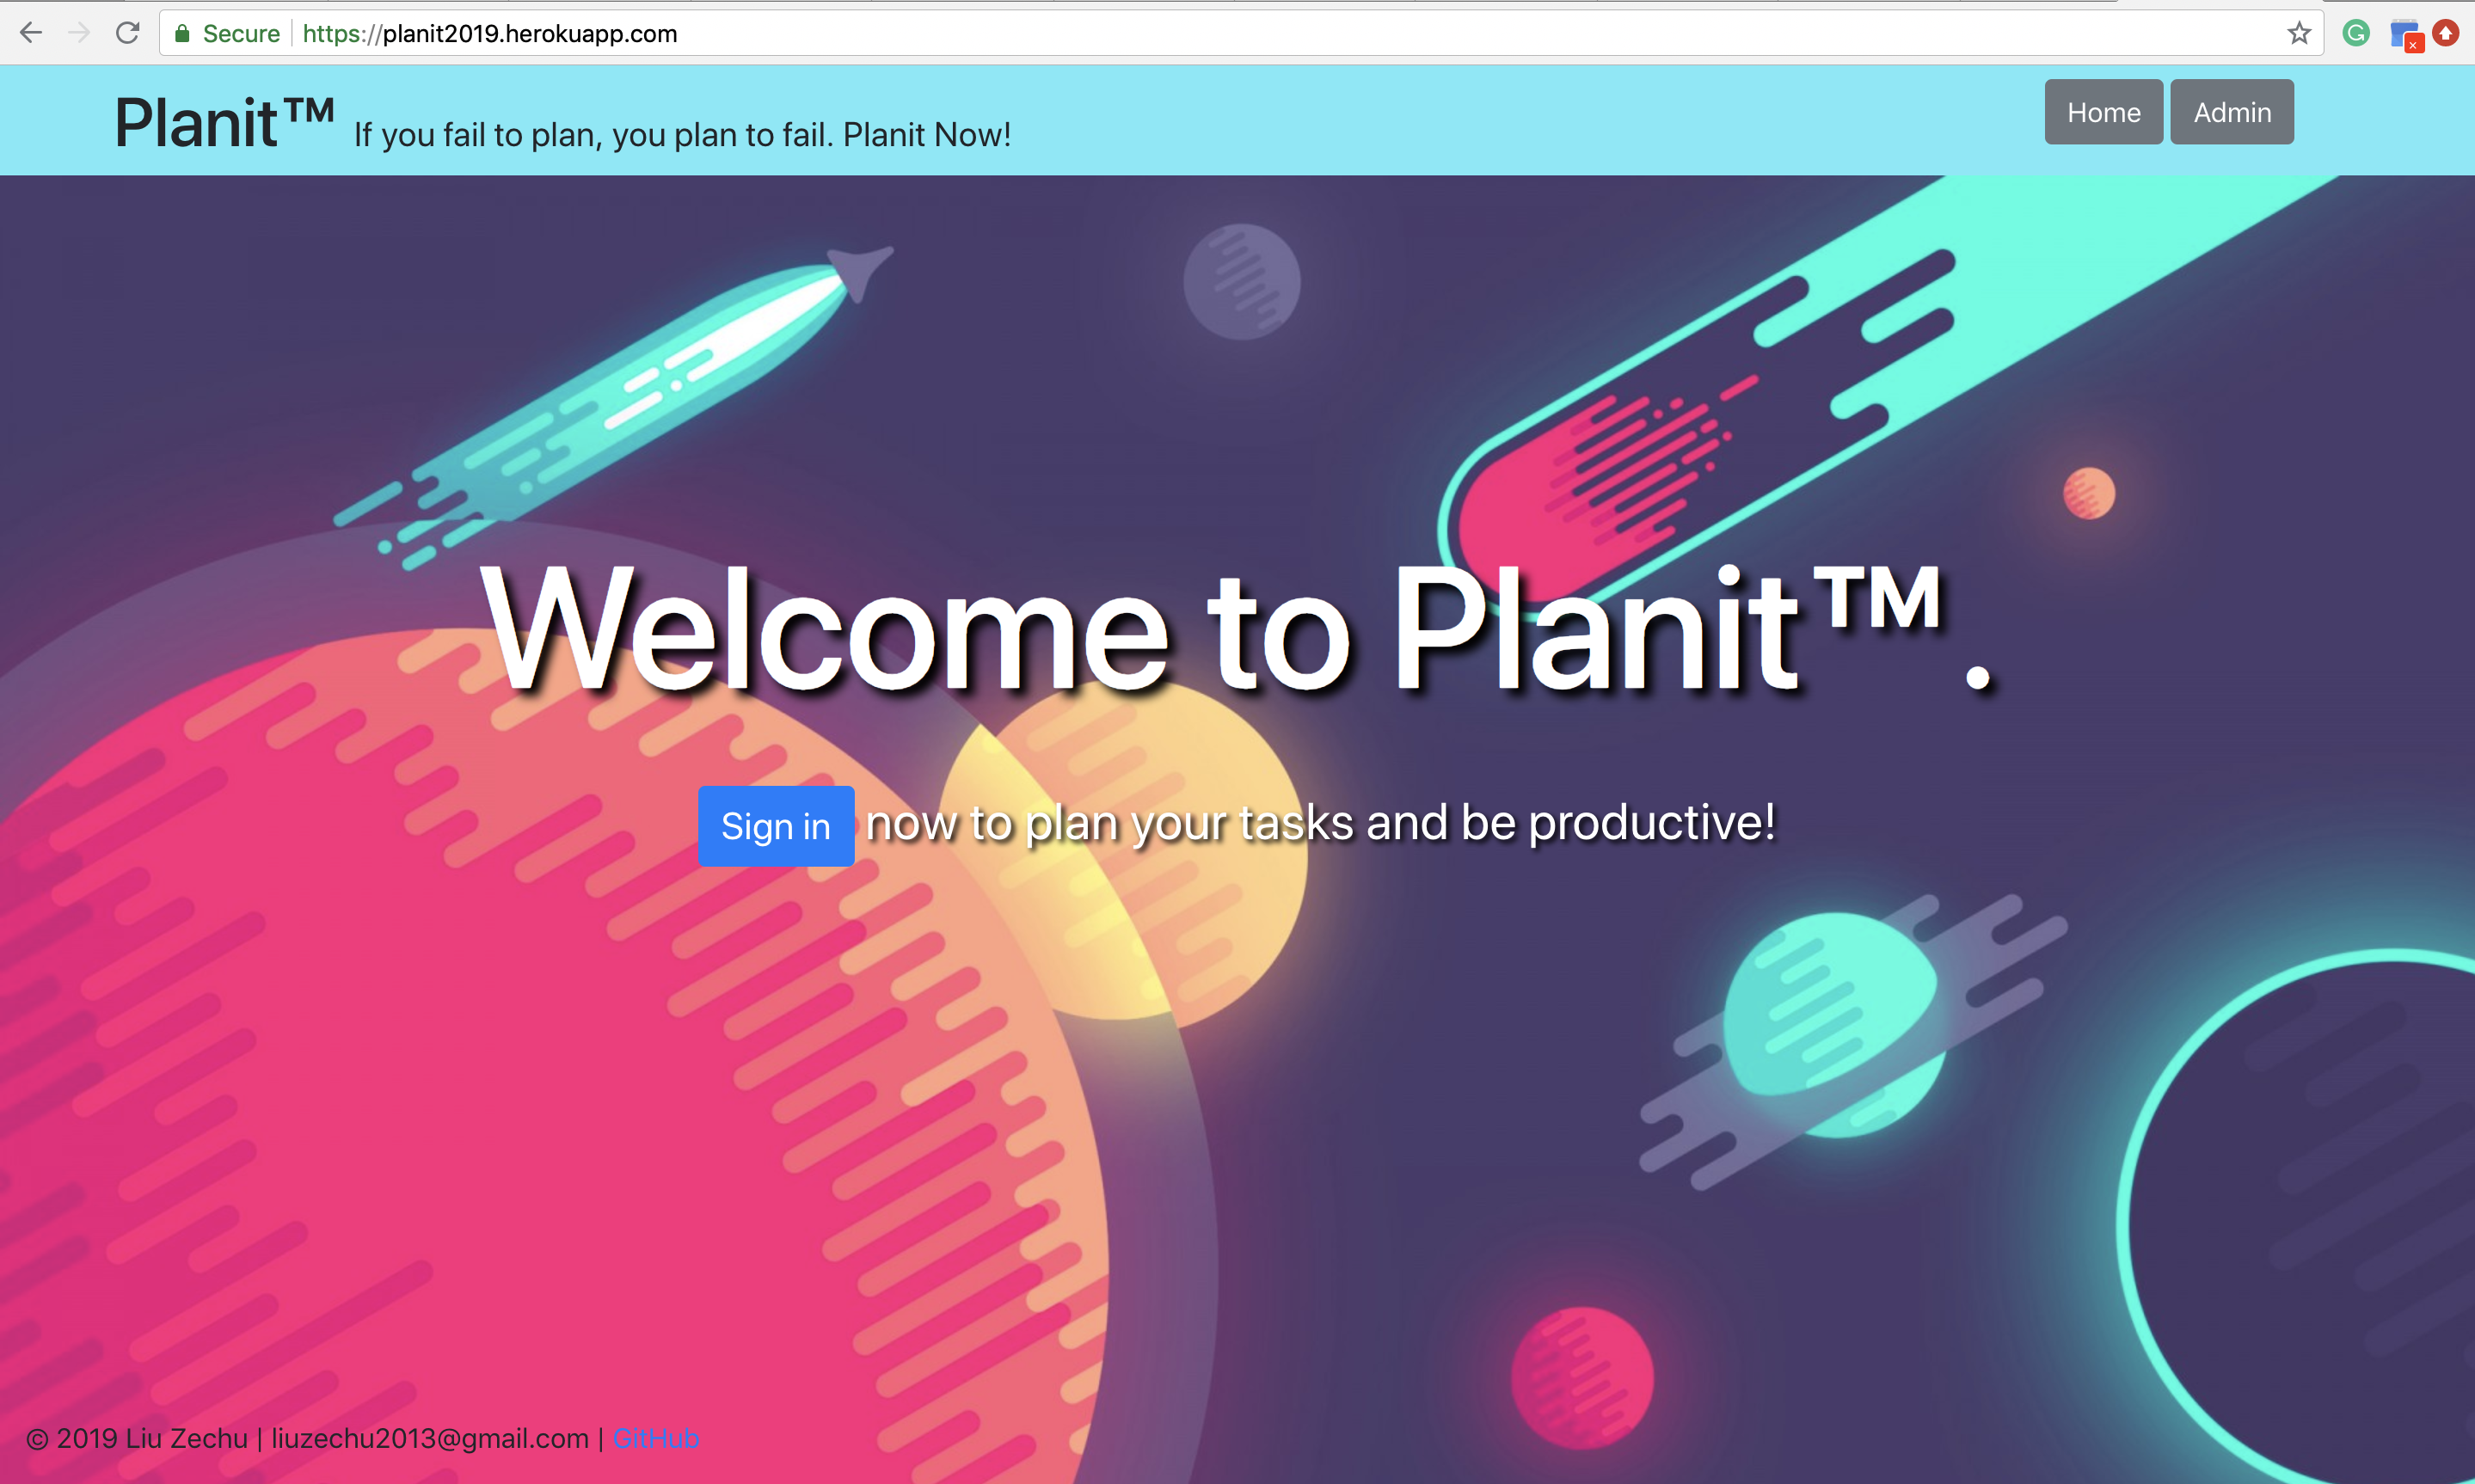 Secure https://planit2019.herokuapp.com
Planit™ If you fail to plan, you plan to fail. Planit Now!
Home Admin
Welcome to Planit™.
Sign in now to plan your tasks and be productive!
© 2019 Liu Zechu | liuzechu2013@gmail.com | GitHub